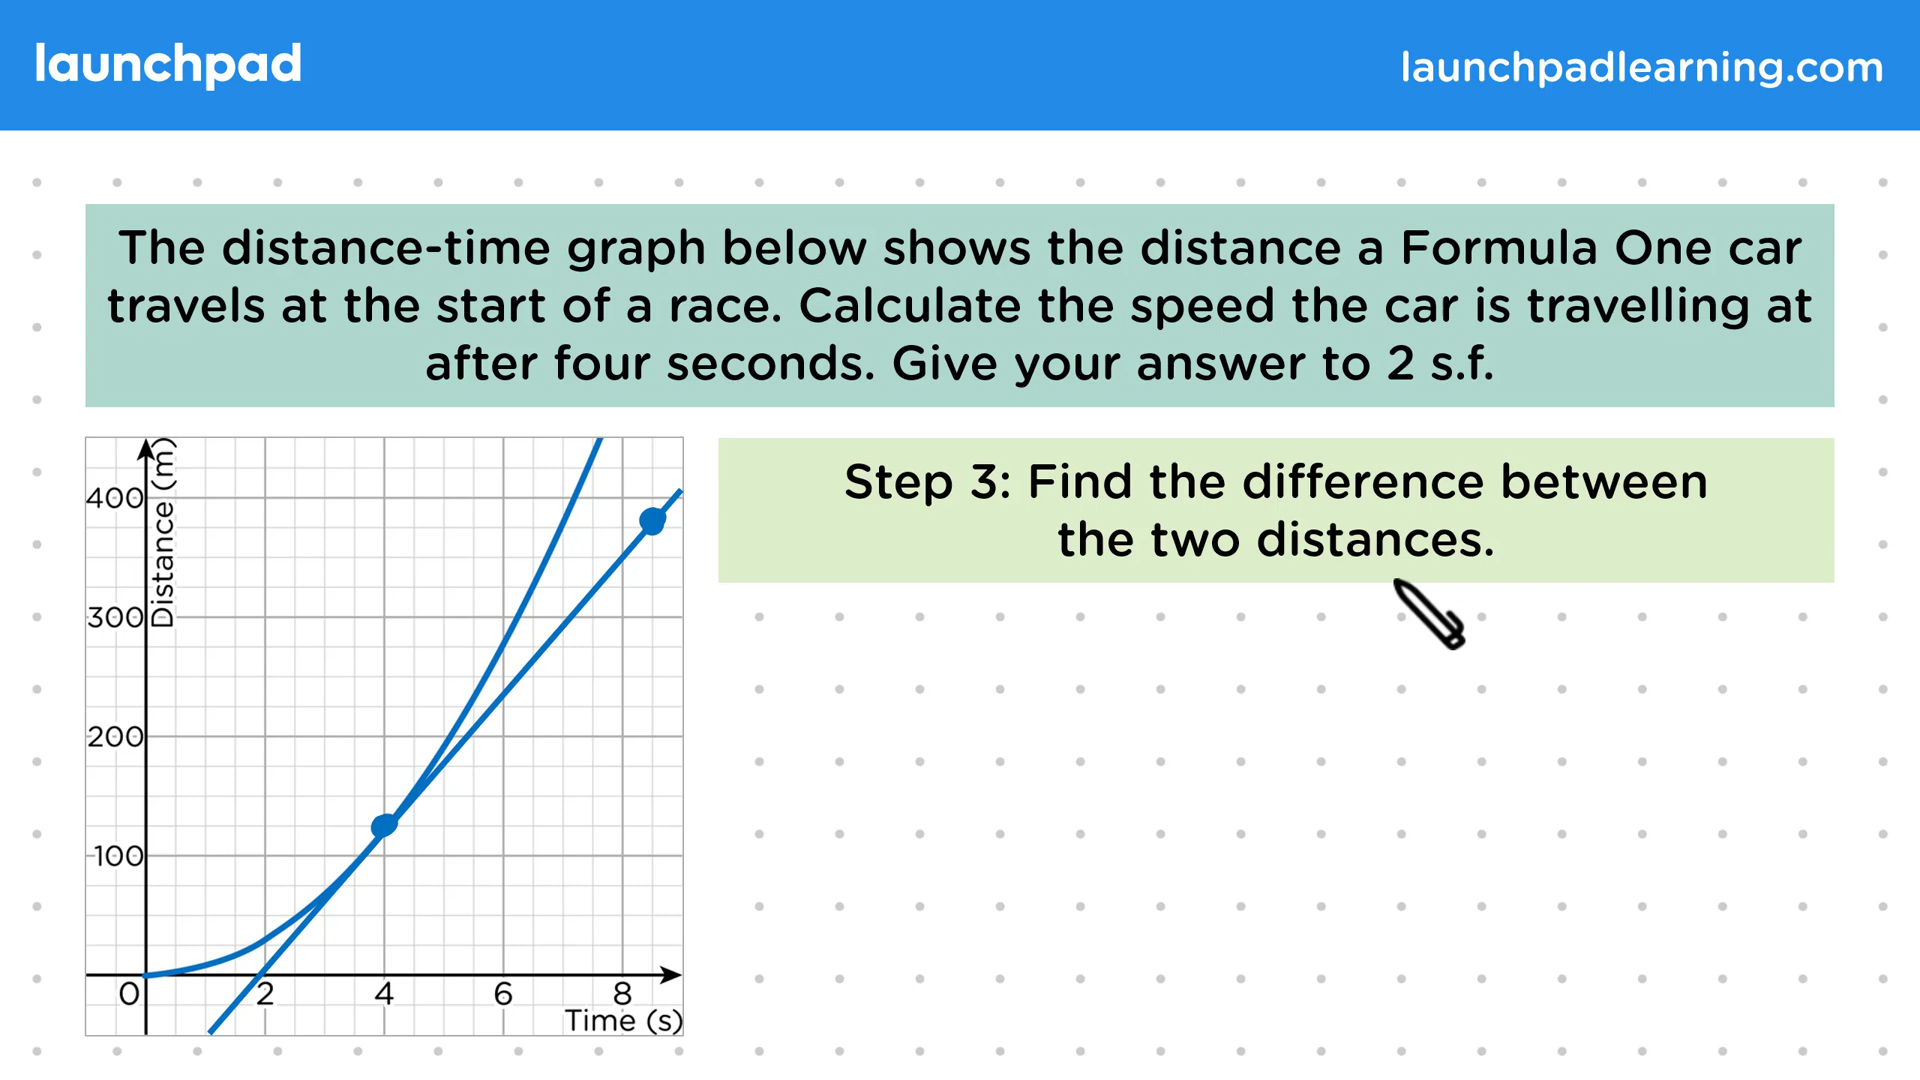 launchpad
launchpadlearning.com
The distance-time graph below shows the distance a Formula One car
travels at the start of a race. Calculate the speed the car is travelling at
after four seconds. Give your answer to 2 s.f.
Step 3: Find the difference between
the two distances.
Distance (m)
400
300
200
100
0
2
4
6
8
Time (s)